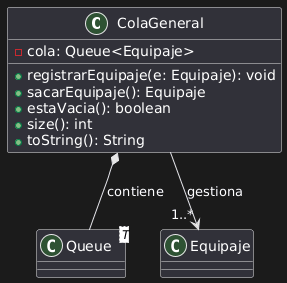 C ColaGeneral
cola: Queue<Equipaje>
registrarEquipaje(e: Equipaje): void
sacarEquipaje(): Equipaje
estaVacia(): boolean
size(): int
toString(): String
contiene
gestiona
1..*
C Queue
C Equipaje